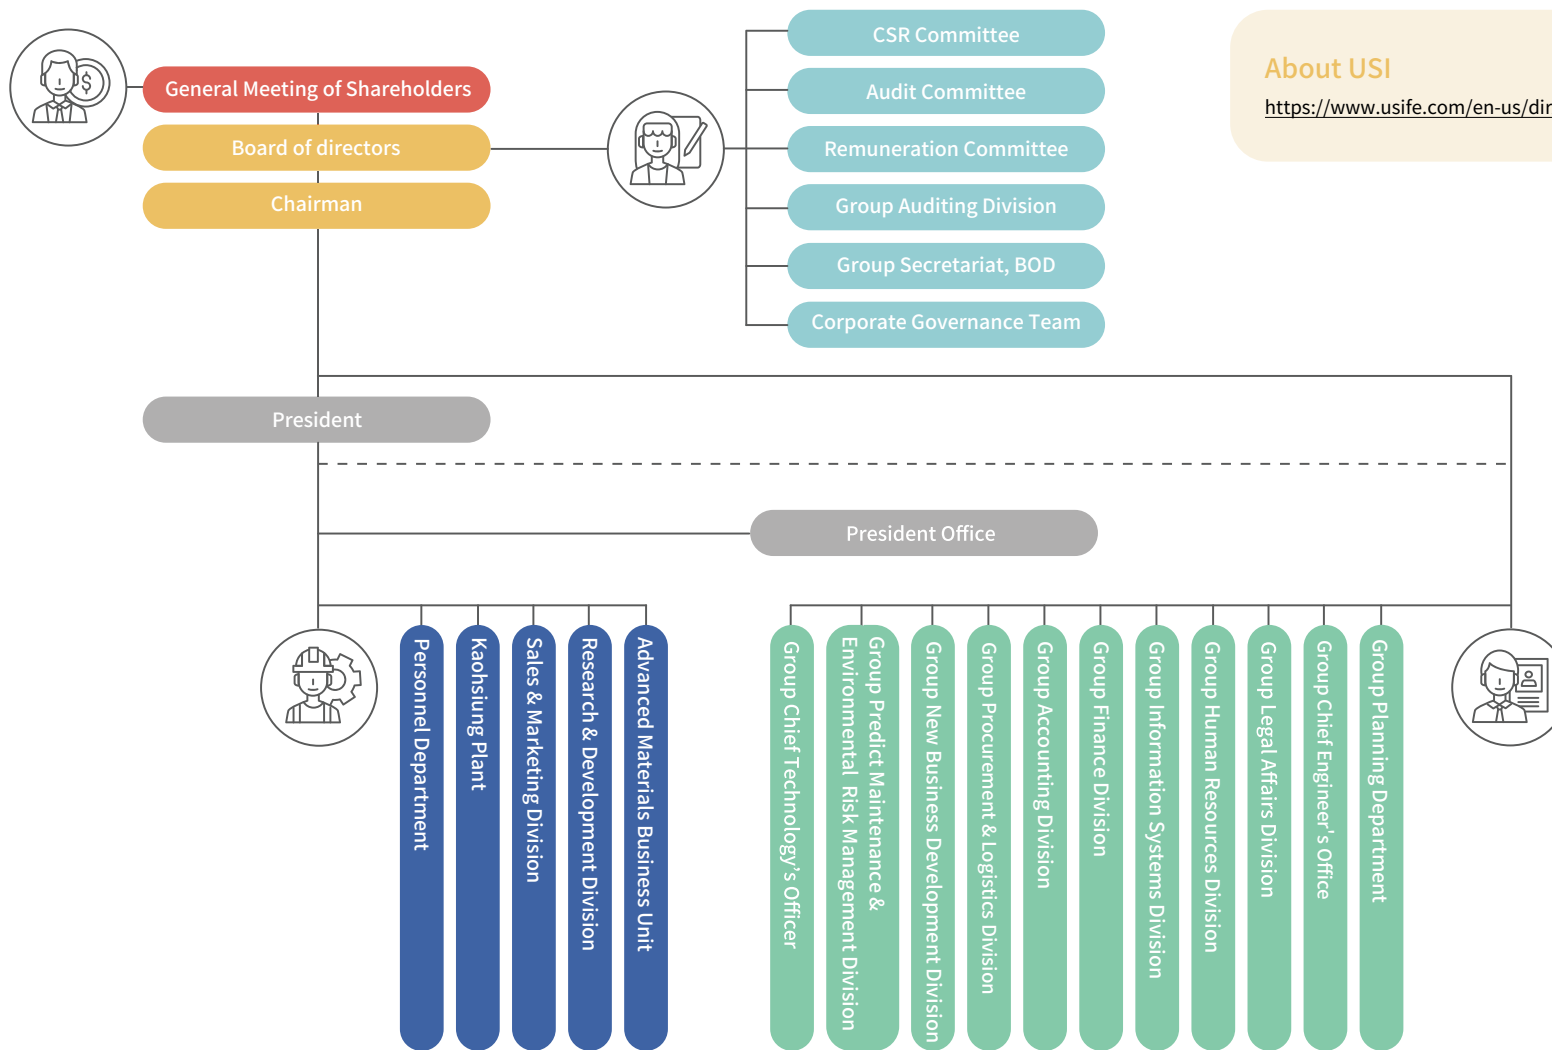 General Meeting of Shareholders
Board of directors
Chairman
CSR Committee
Audit Committee
Remuneration Committee
Group Auditing Division
Group Secretariat, BOD
Corporate Governance Team
About USI
https://www.usife.com/en-us/dir
President
President Office
Personnel Department
Kaohsiung Plant
Sales & Marketing Division
Research & Development Division
Advanced Materials Business Unit
Group Chief Technology's Officer
Group Predict Maintenance &
Environmental Risk Management Division
Group New Business Development Division
Group Procurement & Logistics Division
Group Accounting Division
Group Finance Division
Group Information Systems Division
Group Human Resources Division
Group Legal Affairs Division
Group Chief Engineer's Office
Group Planning Department